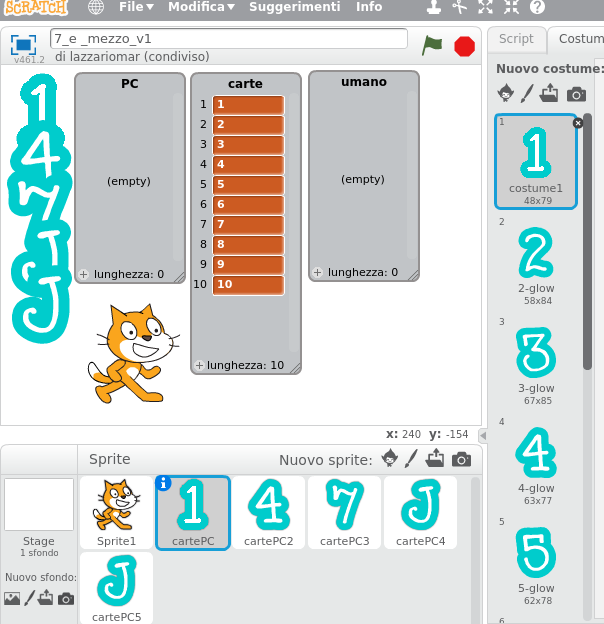 SCRATCH File Modifica Suggerimenti Info
7_e _mezzo_v1
v461.2 di lazzariomar (condiviso)
Script Costum
Nuovo costume:
PC carte umano
1 1
2 2
3 3
4 4
5 5
6 6
7 7
8 8
9 9
10 10
(empty) (empty)
+ lunghezza: 0
+ lunghezza: 10
+ lunghezza: 0
1
4
7
J
J
x: 240 y: -154
Sprite Nuovo sprite:
Stage
1 sfondo
Nuovo sfondo:
Sprite1
i
1
cartePC
4
cartePC2
7
cartePC3
J
cartePC4
J
cartePC5
1
1
costume1
48x79
2
2
2-glow
58x84
3
3
3-glow
67x85
4
4
4-glow
63x77
5
5
5-glow
62x78